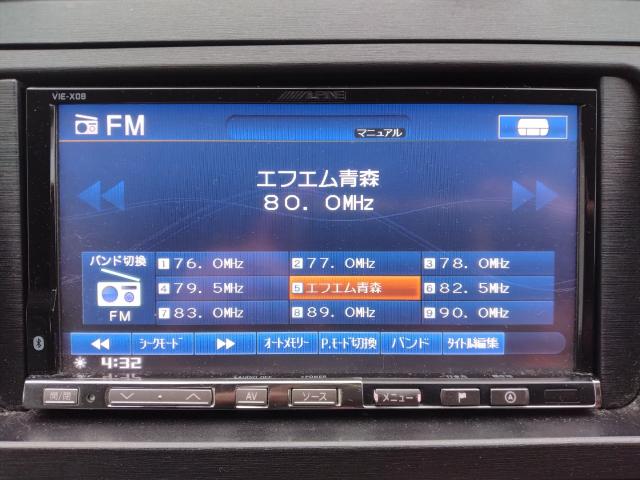 VIE-X08
ALPINE
FM
マニュアル
エフエム青森
80.0MHz
バンド切換
FM
1 76.0MHz 2 77.0MHz 3 78.0MHz
4 79.5MHz 5 エフエム青森 6 82.5MHz
7 83.0MHz 8 89.0MHz 9 90.0MHz
シークモード オートメモリー P.モード切換 バンド タイトル編集
4:32
AUDIO OFF POWER
開/閉 AV ソース メニュー A